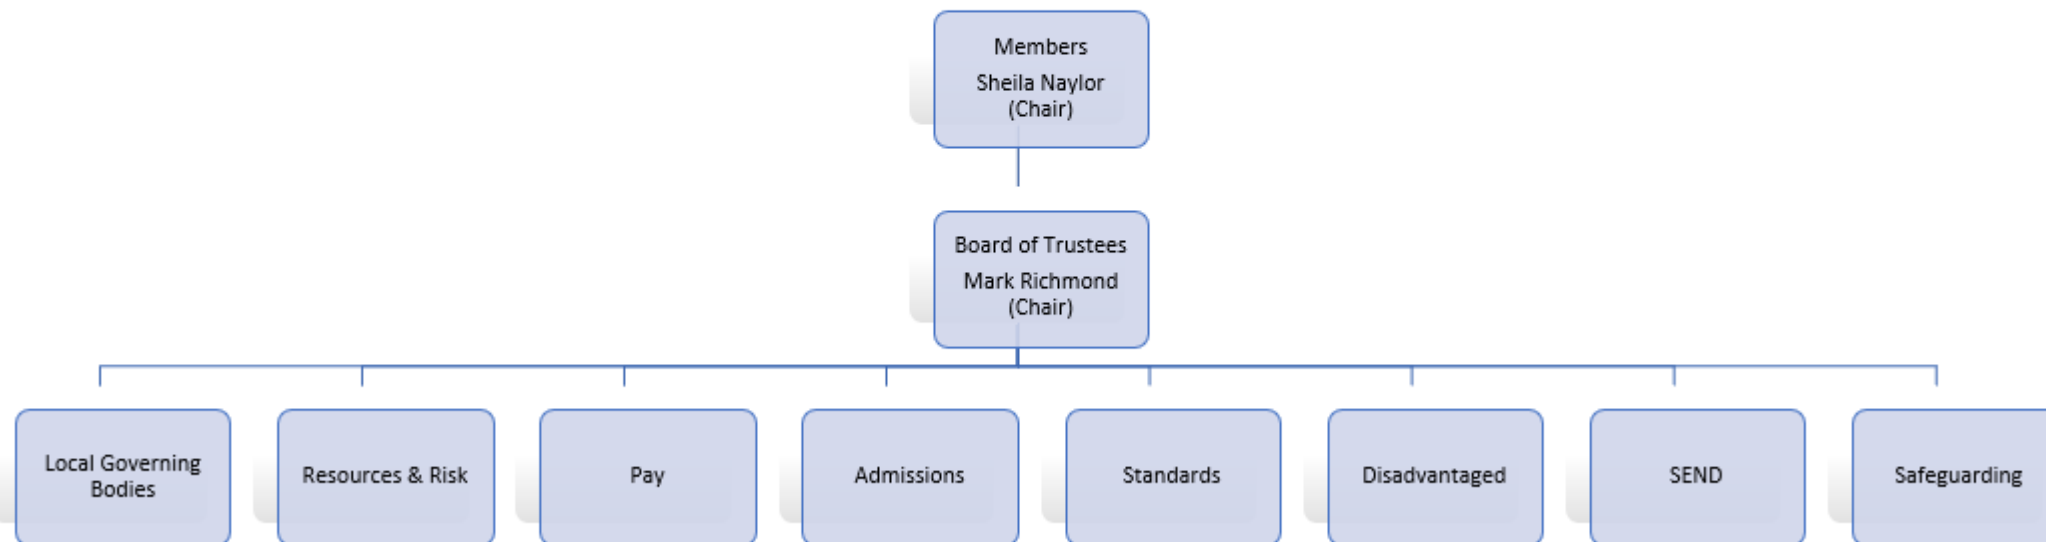 Members
Sheila Naylor
(Chair)
Board of Trustees
Mark Richmond
(Chair)
Local Governing
Bodies
Resources & Risk
Pay
Admissions
Standards
Disadvantaged
SEND
Safeguarding